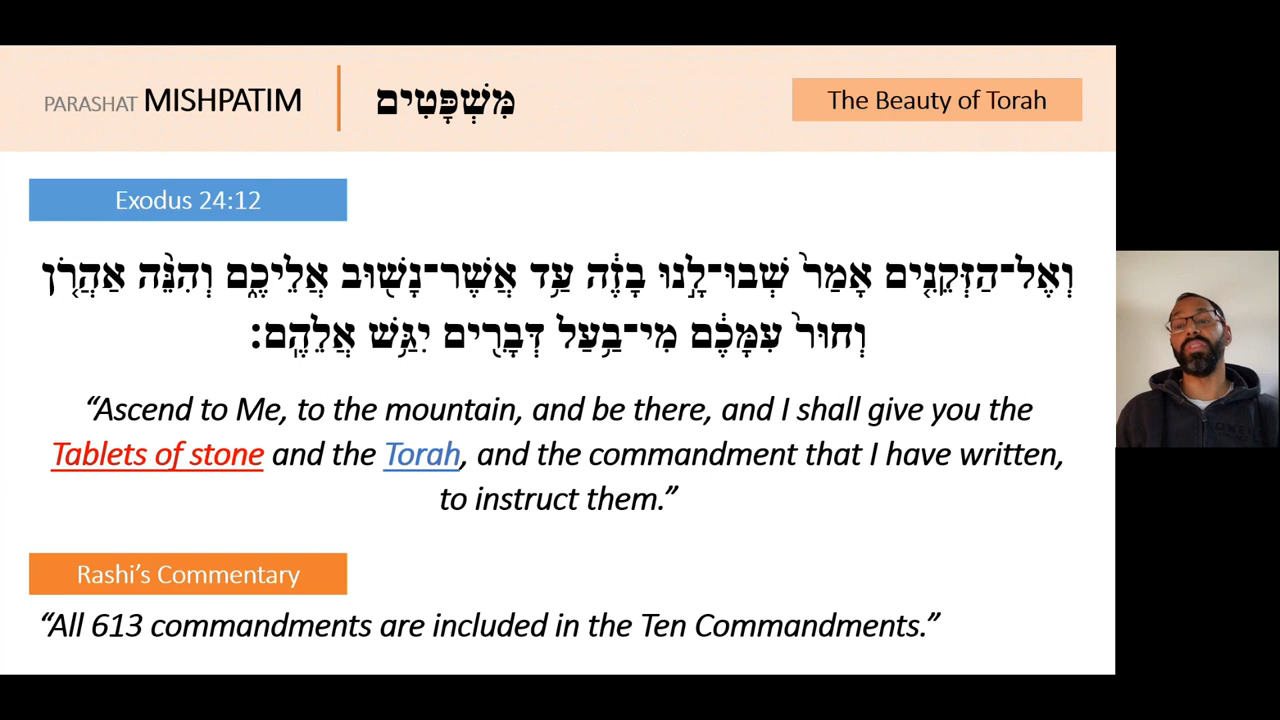 PARASHAT MISHPATIM
מִּשְׁפָּטִים
The Beauty of Torah
Exodus 24:12
וְאֶל־הַזְּקֵנִ֤ים אָמַר֙ שְׁבוּ־לָ֣נוּ בָזֶ֔ה עַ֥ד אֲשֶׁר־נָשׁ֖וּב אֲלֵיכֶ֑ם וְהִנֵּ֨ה אַהֲרֹ֤ן
וְחוּר֙ עִמָּכֶ֔ם מִי־בַ֥עַל דְּבָרִ֖ים יִגַּ֥שׁ אֲלֵהֶֽם׃
“Ascend to Me, to the mountain, and be there, and I shall give you the
Tablets of stone and the Torah, and the commandment that I have written,
to instruct them.”
Rashi’s Commentary
“All 613 commandments are included in the Ten Commandments.”